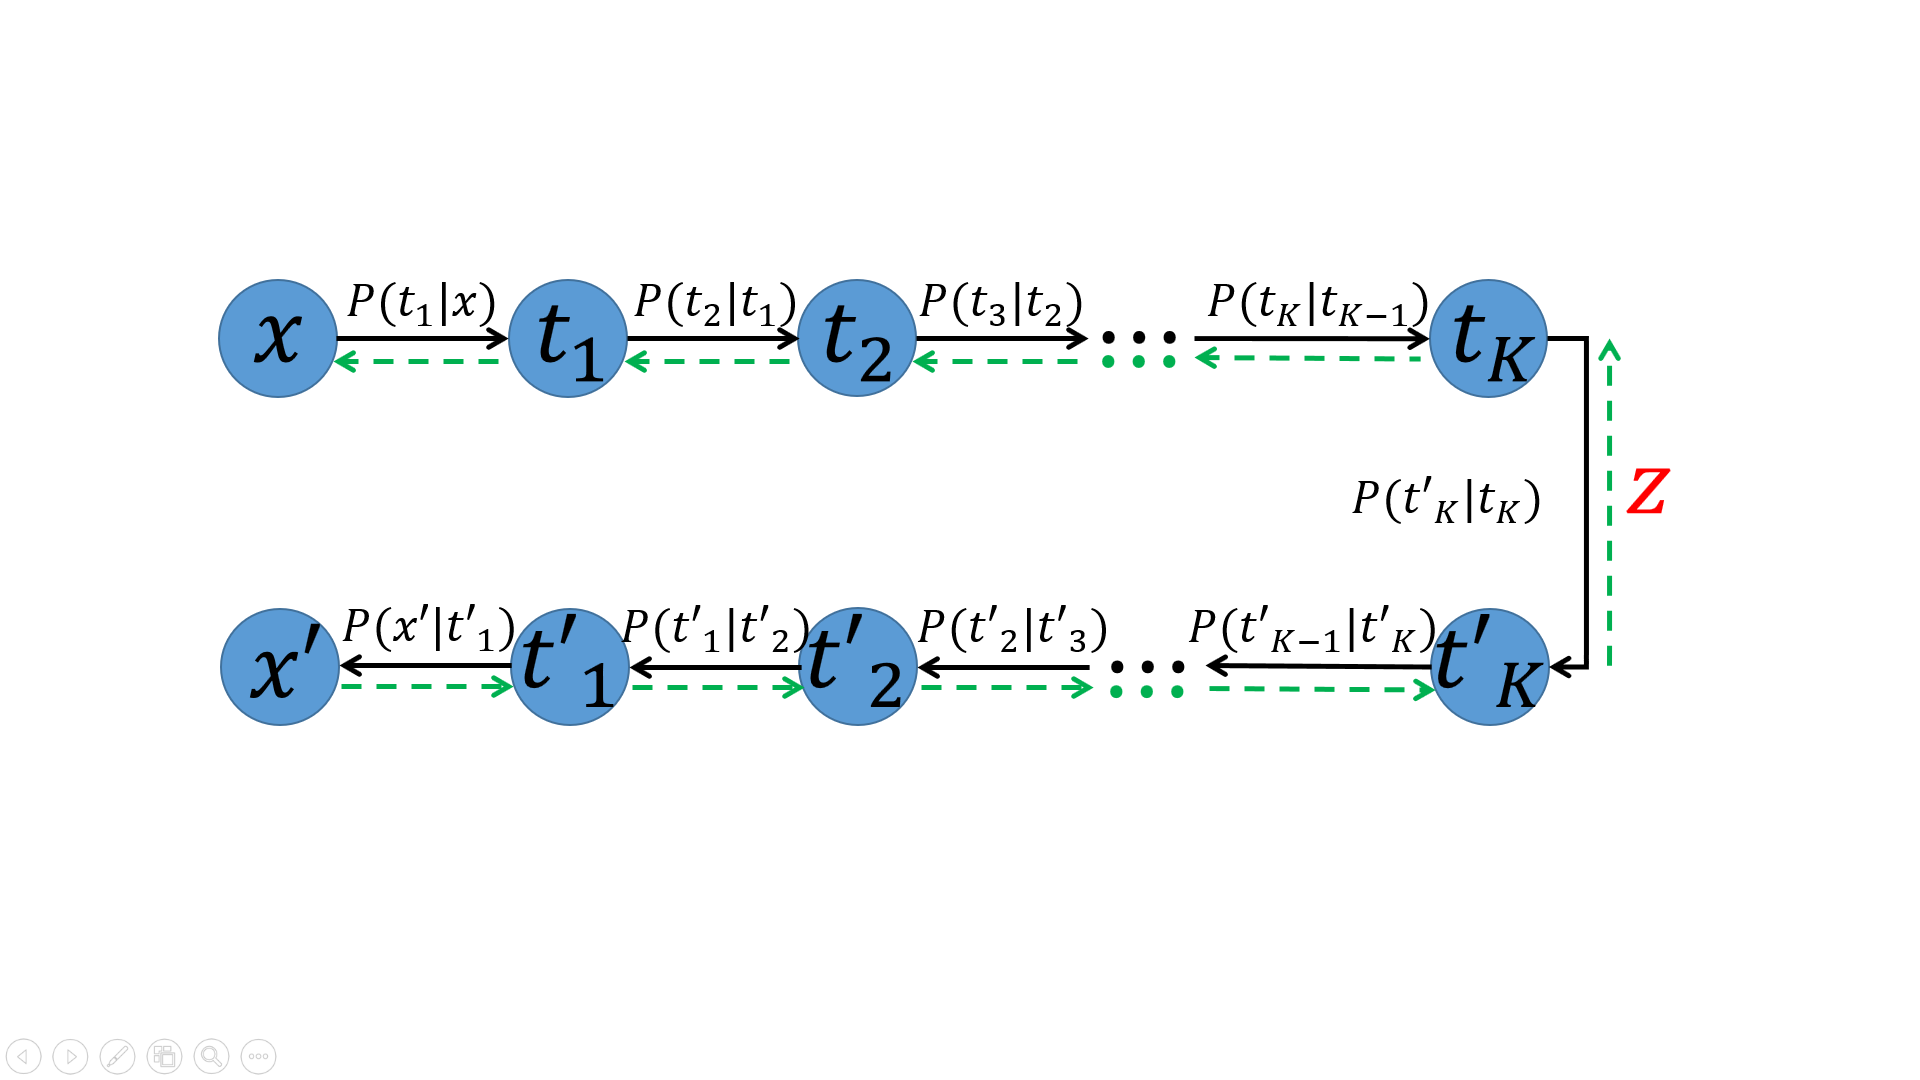 P(t₁|x) P(t₂|t₁) P(t₃|t₂) P(t_K|t_{K−1})
x t₁ t₂ ••• t_K
P(t′_K|t_K) z
P(x′|t′₁) P(t′₁|t′₂) P(t′₂|t′₃) P(t′_{K−1}|t′_K)
x′ t′₁ t′₂ ••• t′_K